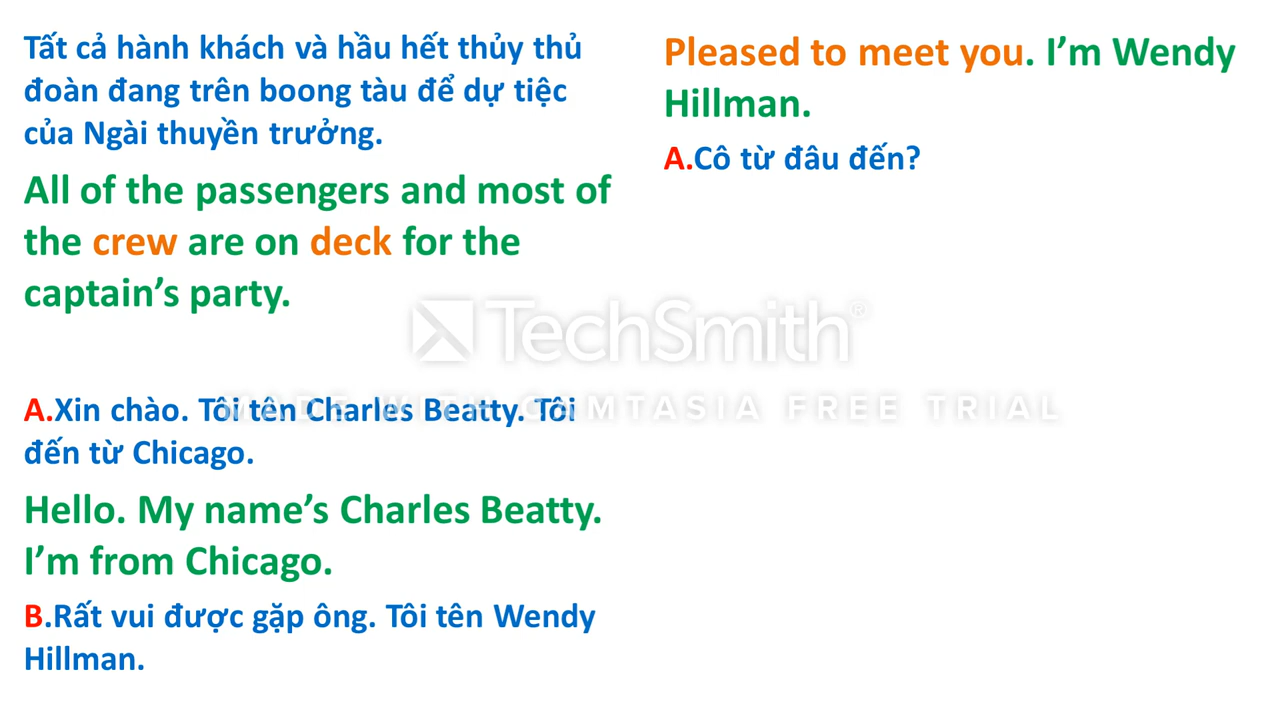 Tất cả hành khách và hầu hết thủy thủ
đoàn đang trên boong tàu để dự tiệc
của Ngài thuyền trưởng.
All of the passengers and most of
the crew are on deck for the
captain’s party.
A.Xin chào. Tôi tên Charles Beatty. Tôi
đến từ Chicago.
Hello. My name’s Charles Beatty.
I’m from Chicago.
B.Rất vui được gặp ông. Tôi tên Wendy
Hillman.
Pleased to meet you. I’m Wendy
Hillman.
A.Cô từ đâu đến?
TechSmith®
MADE WITH CAMTASIA FREE TRIAL